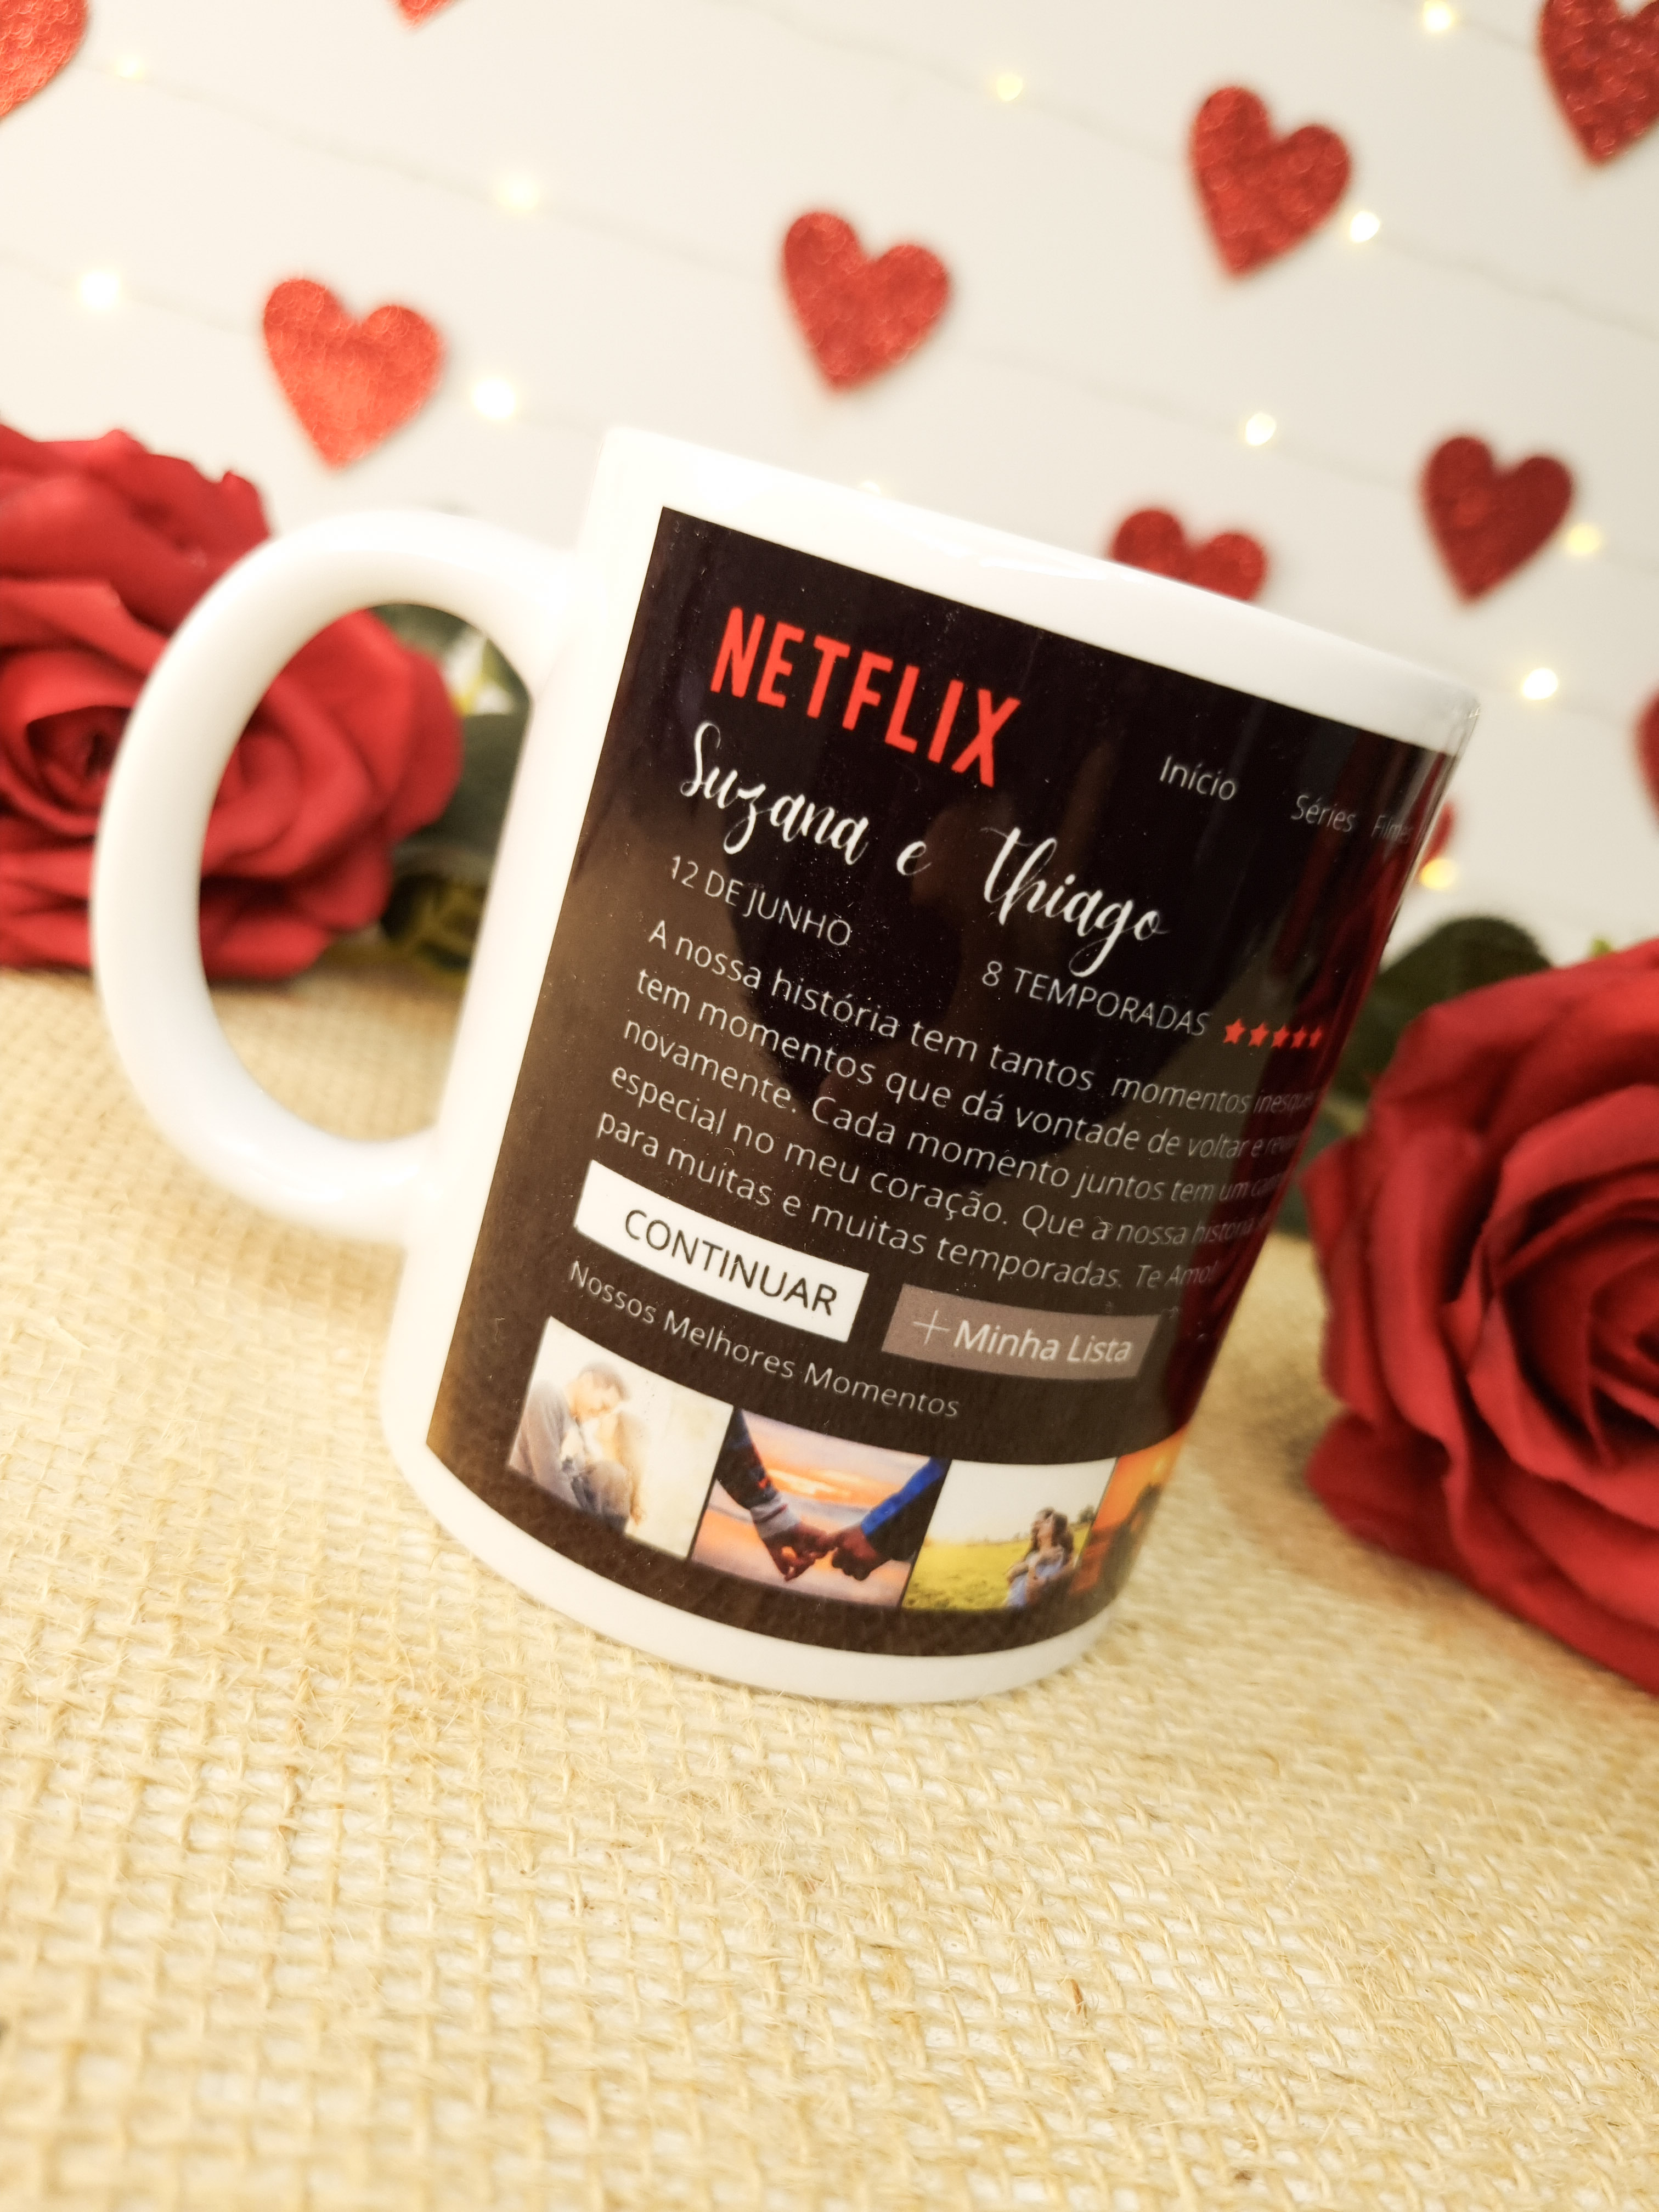 NETFLIX
Início Séries
Suzana e Thiago
12 DE JUNHO 8 TEMPORADAS
A nossa história tem tantos momentos
tem momentos que dá vontade de voltar e
novamente. Cada momento juntos tem um
especial no meu coração. Que a nossa história
para muitas e muitas temporadas. Te Amo!
CONTINUAR +Minha Lista
Nossos Melhores Momentos